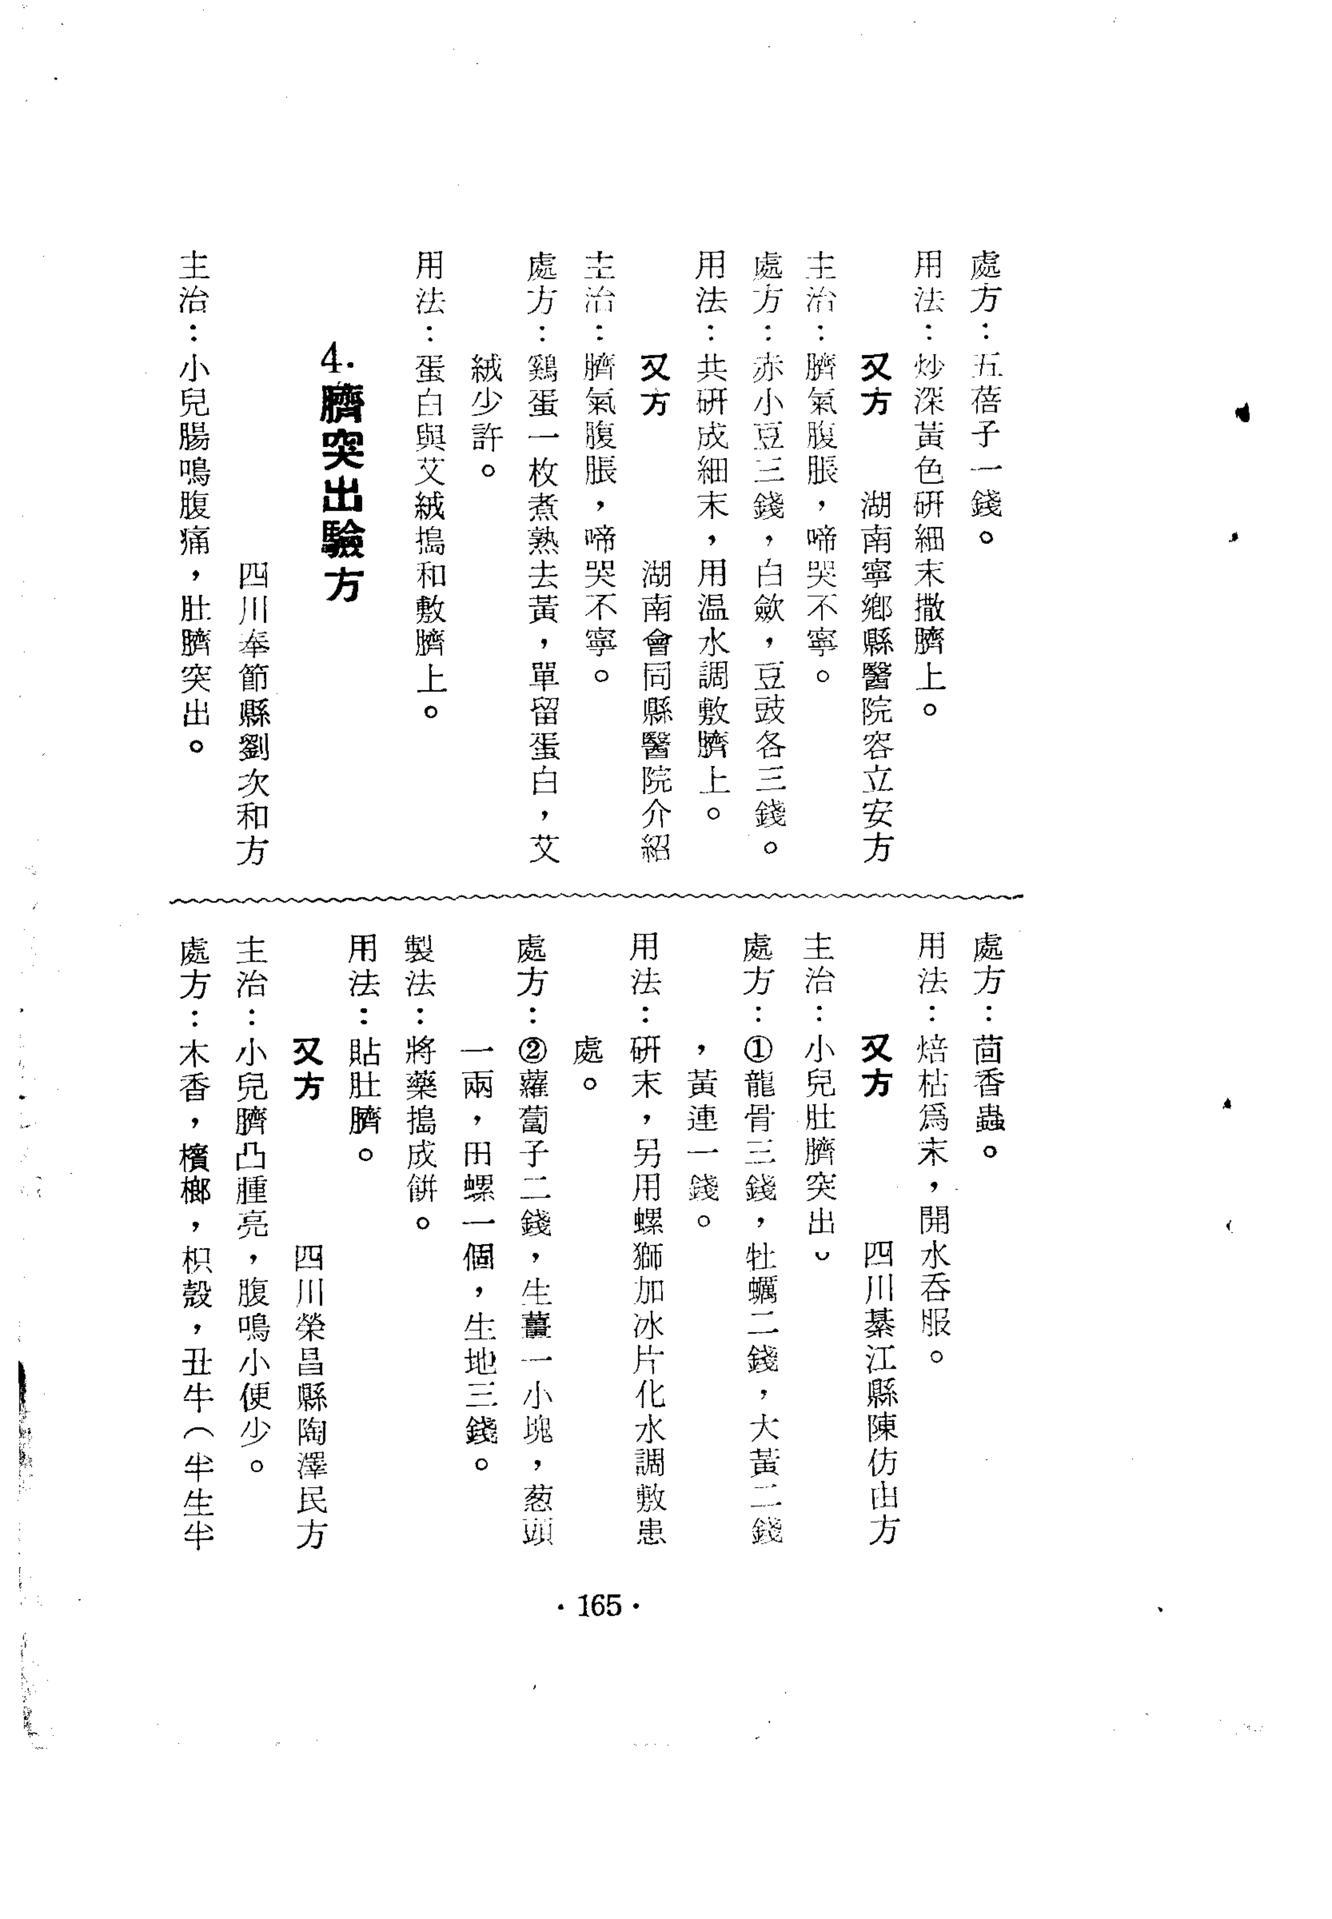 處方：五蓓子一錢。
用法：炒深黃色研細末撒臍上。
又方　湖南寧鄉縣醫院容立安方
主治：臍氣腹脹，啼哭不寧。
處方：赤小豆三錢，白歛，豆豉各三錢。
用法：共研成細末，用温水調敷臍上。
又方　湖南會同縣醫院介紹
主治：臍氣腹脹，啼哭不寧。
處方：鷄蛋一枚煮熟去黃，單留蛋白，艾
絨少許。
用法：蛋白與艾絨搗和敷臍上。
4.臍突出驗方
四川奉節縣劉次和方
主治：小兒腸鳴腹痛，肚臍突出。
處方：茴香蟲。
用法：焙枯爲末，開水吞服。
又方　四川綦江縣陳仿由方
主治：小兒肚臍突出。
處方：①龍骨三錢，牡蠣二錢，大黃二錢
，黃連一錢。
用法：研末，另用螺獅加冰片化水調敷患
處。
處方：②蘿蔔子二錢，生薑一小塊，葱頭
一兩，田螺一個，生地三錢。
製法：將藥搗成餅。
用法：貼肚臍。
又方　四川榮昌縣陶澤民方
主治：小兒臍凸腫亮，腹鳴小便少。
處方：木香，檳榔，枳殼，丑牛（半生半
·165·